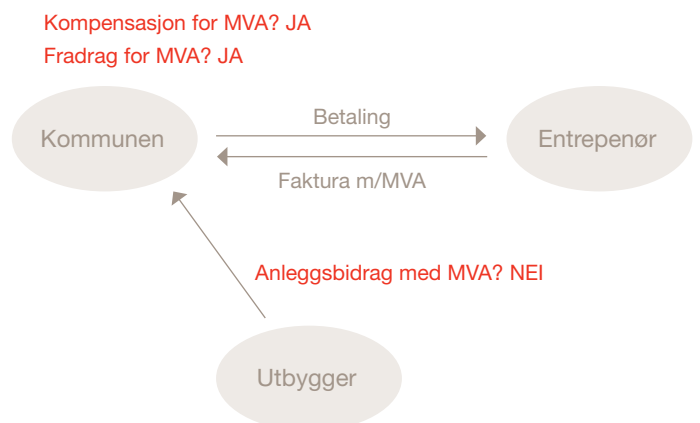 Kompensasjon for MVA? JA
Fradrag for MVA? JA
Betaling
Kommunen
Entrepenør
Faktura m/MVA
Anleggsbidrag med MVA? NEI
Utbygger